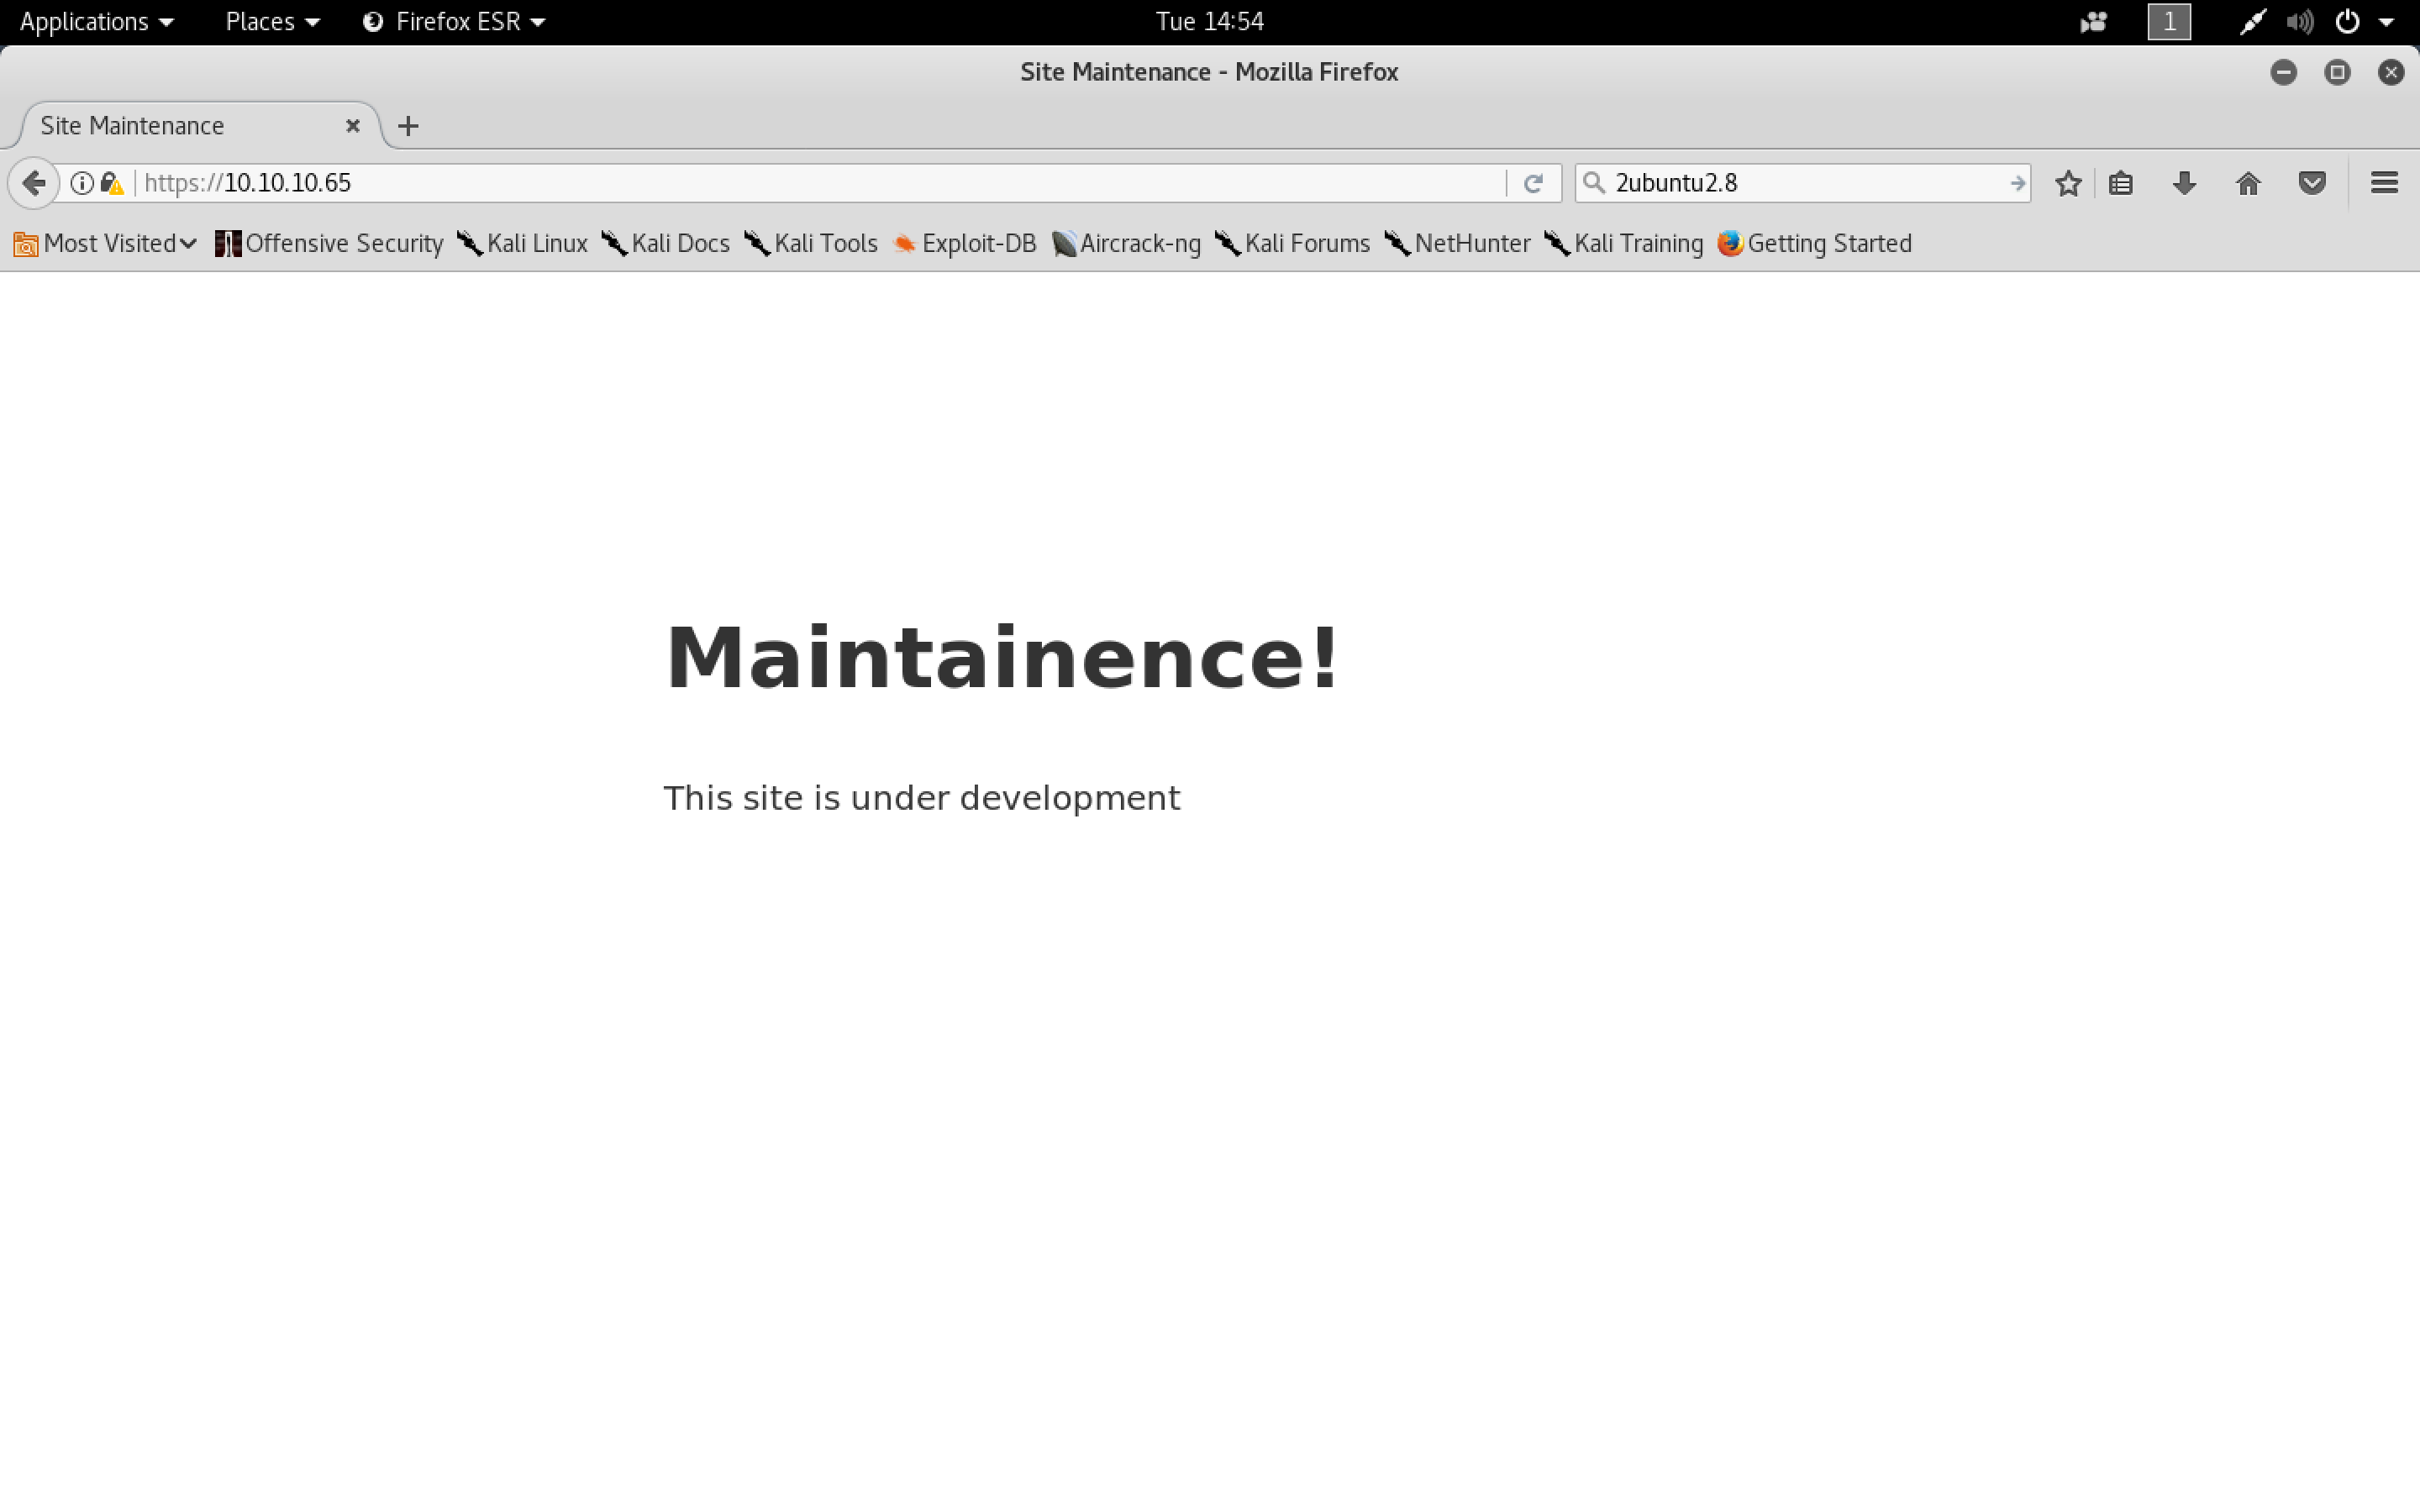 Applications Places Firefox ESR Tue 14:54 1
Site Maintenance - Mozilla Firefox
Site Maintenance
https://10.10.10.65 2ubuntu2.8
Most Visited Offensive Security Kali Linux Kali Docs Kali Tools Exploit-DB Aircrack-ng Kali Forums NetHunter Kali Training Getting Started
Maintainence!
This site is under development